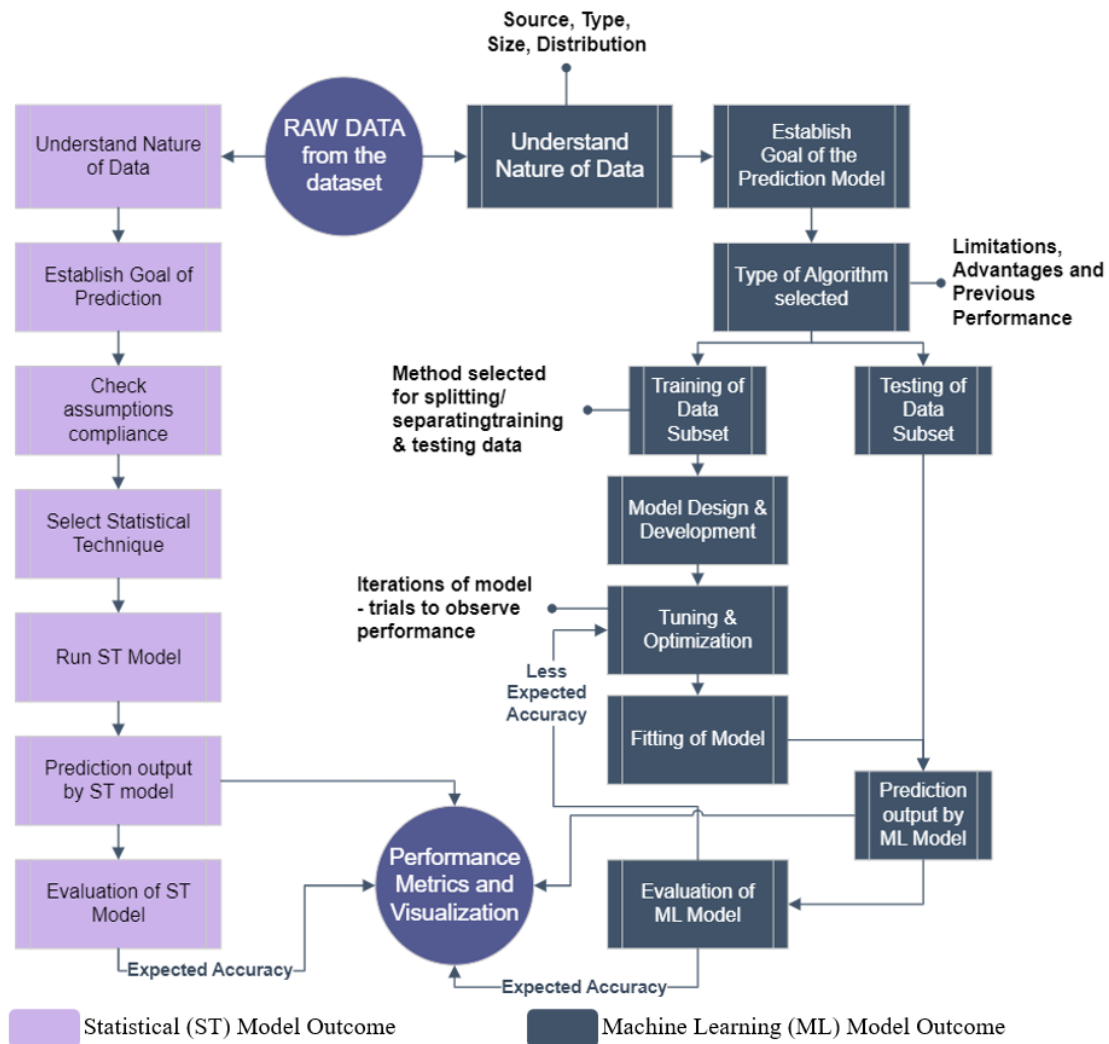 Source, Type,
Size, Distribution
RAW DATA
from the
dataset
Understand Nature
of Data
Understand
Nature of Data
Establish
Goal of the
Prediction Model
Establish Goal of
Prediction
Type of Algorithm
selected
Limitations,
Advantages and
Previous
Performance
Check
assumptions
compliance
Method selected
for splitting/
separatingtraining
& testing data
Training of
Data
Subset
Testing of
Data
Subset
Select Statistical
Technique
Model Design &
Development
Iterations of model
- trials to observe
performance
Tuning &
Optimization
Run ST Model
Less
Expected
Accuracy
Fitting of Model
Prediction output
by ST model
Prediction
output by
ML Model
Performance
Metrics and
Visualization
Evaluation of ST
Model
Evaluation of
ML Model
Expected Accuracy
Expected Accuracy
Statistical (ST) Model Outcome
Machine Learning (ML) Model Outcome